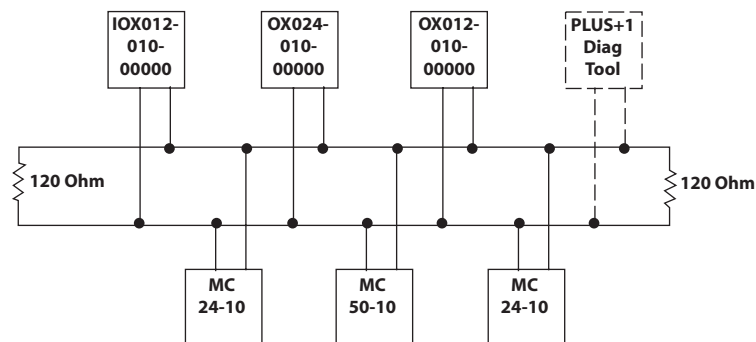 IOX012-
010-
00000
OX024-
010-
00000
OX012-
010-
00000
PLUS+1
Diag
Tool
120 Ohm
120 Ohm
MC
24-10
MC
50-10
MC
24-10